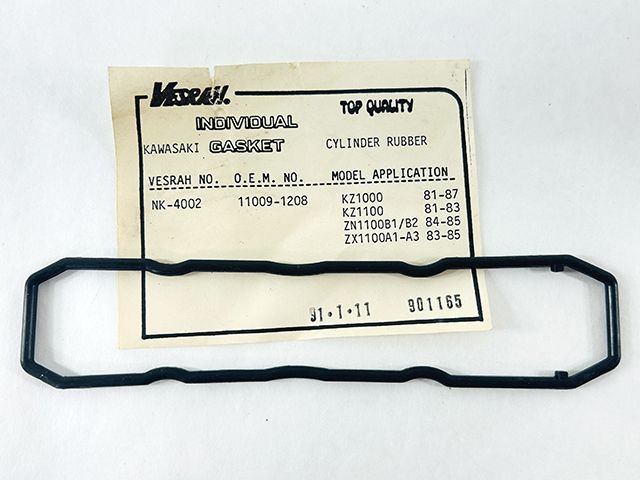 VESRAH.
TOP QUALITY
INDIVIDUAL
KAWASAKI GASKET CYLINDER RUBBER
VESRAH NO. O.E.M. NO. MODEL APPLICATION
NK-4002 11009-1208 KZ1000 81-87
KZ1100 81-83
ZN1100B1/B2 84-85
ZX1100A1-A3 83-85
91.1.11 901165